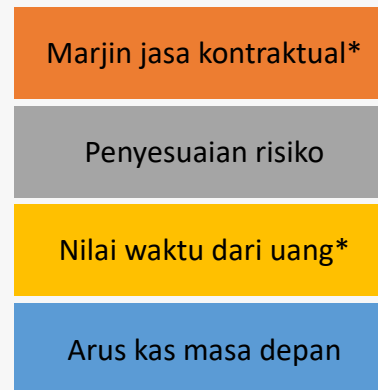 Marjin jasa kontraktual*
Penyesuaian risiko
Nilai waktu dari uang*
Arus kas masa depan